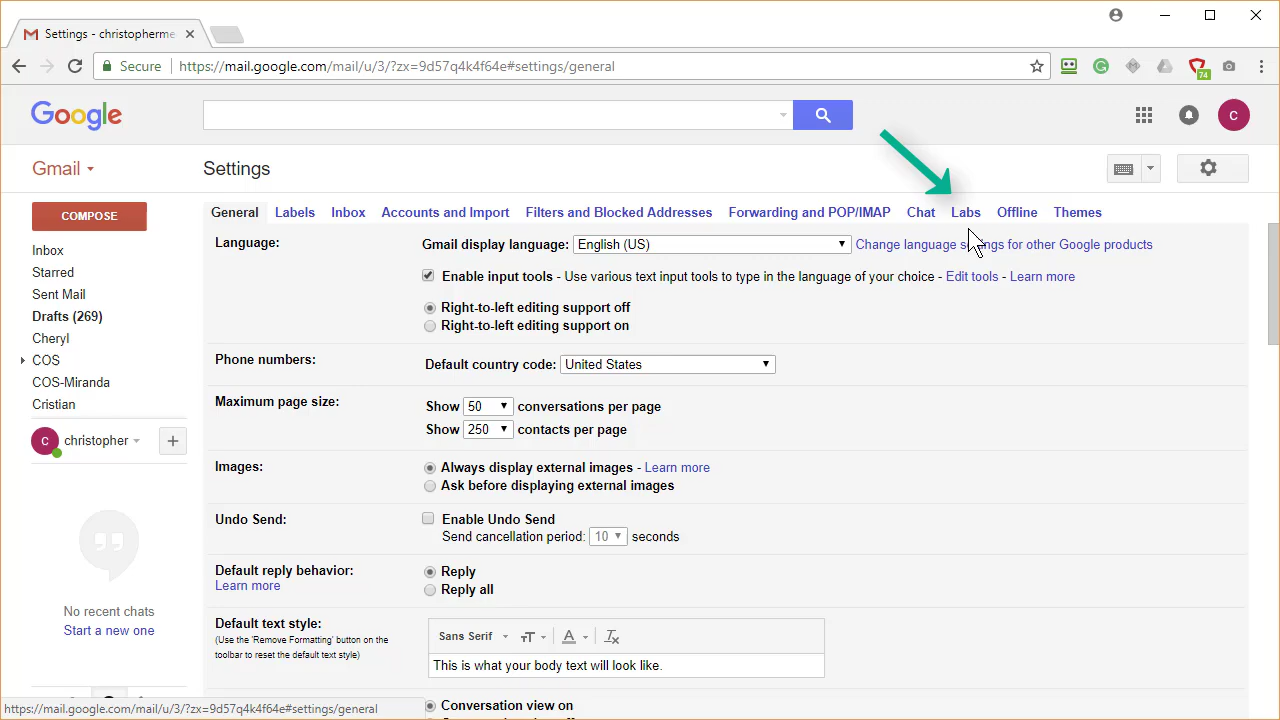 Settings - christopherme
Secure
https://mail.google.com/mail/u/3/?zx=9d57q4k4f64e#settings/general
74
Google
C
Gmail
Settings
COMPOSE
General Labels Inbox Accounts and Import Filters and Blocked Addresses Forwarding and POP/IMAP Chat Labs Offline Themes
Inbox
Starred
Sent Mail
Drafts (269)
Cheryl
COS
COS-Miranda
Cristian
C christopher +
No recent chats
Start a new one
Language:
Gmail display language: English (US) Change language settings for other Google products
Enable input tools - Use various text input tools to type in the language of your choice - Edit tools - Learn more
Right-to-left editing support off
Right-to-left editing support on
Phone numbers:
Default country code: United States
Maximum page size:
Show 50 conversations per page
Show 250 contacts per page
Images:
Always display external images - Learn more
Ask before displaying external images
Undo Send:
Enable Undo Send
Send cancellation period: 10 seconds
Default reply behavior:
Learn more
Reply
Reply all
Default text style:
(Use the 'Remove Formatting' button on the
toolbar to reset the default text style)
Sans Serif
This is what your body text will look like.
Conversation view on
https://mail.google.com/mail/u/3/?zx=9d57q4k4f64e#settings/general